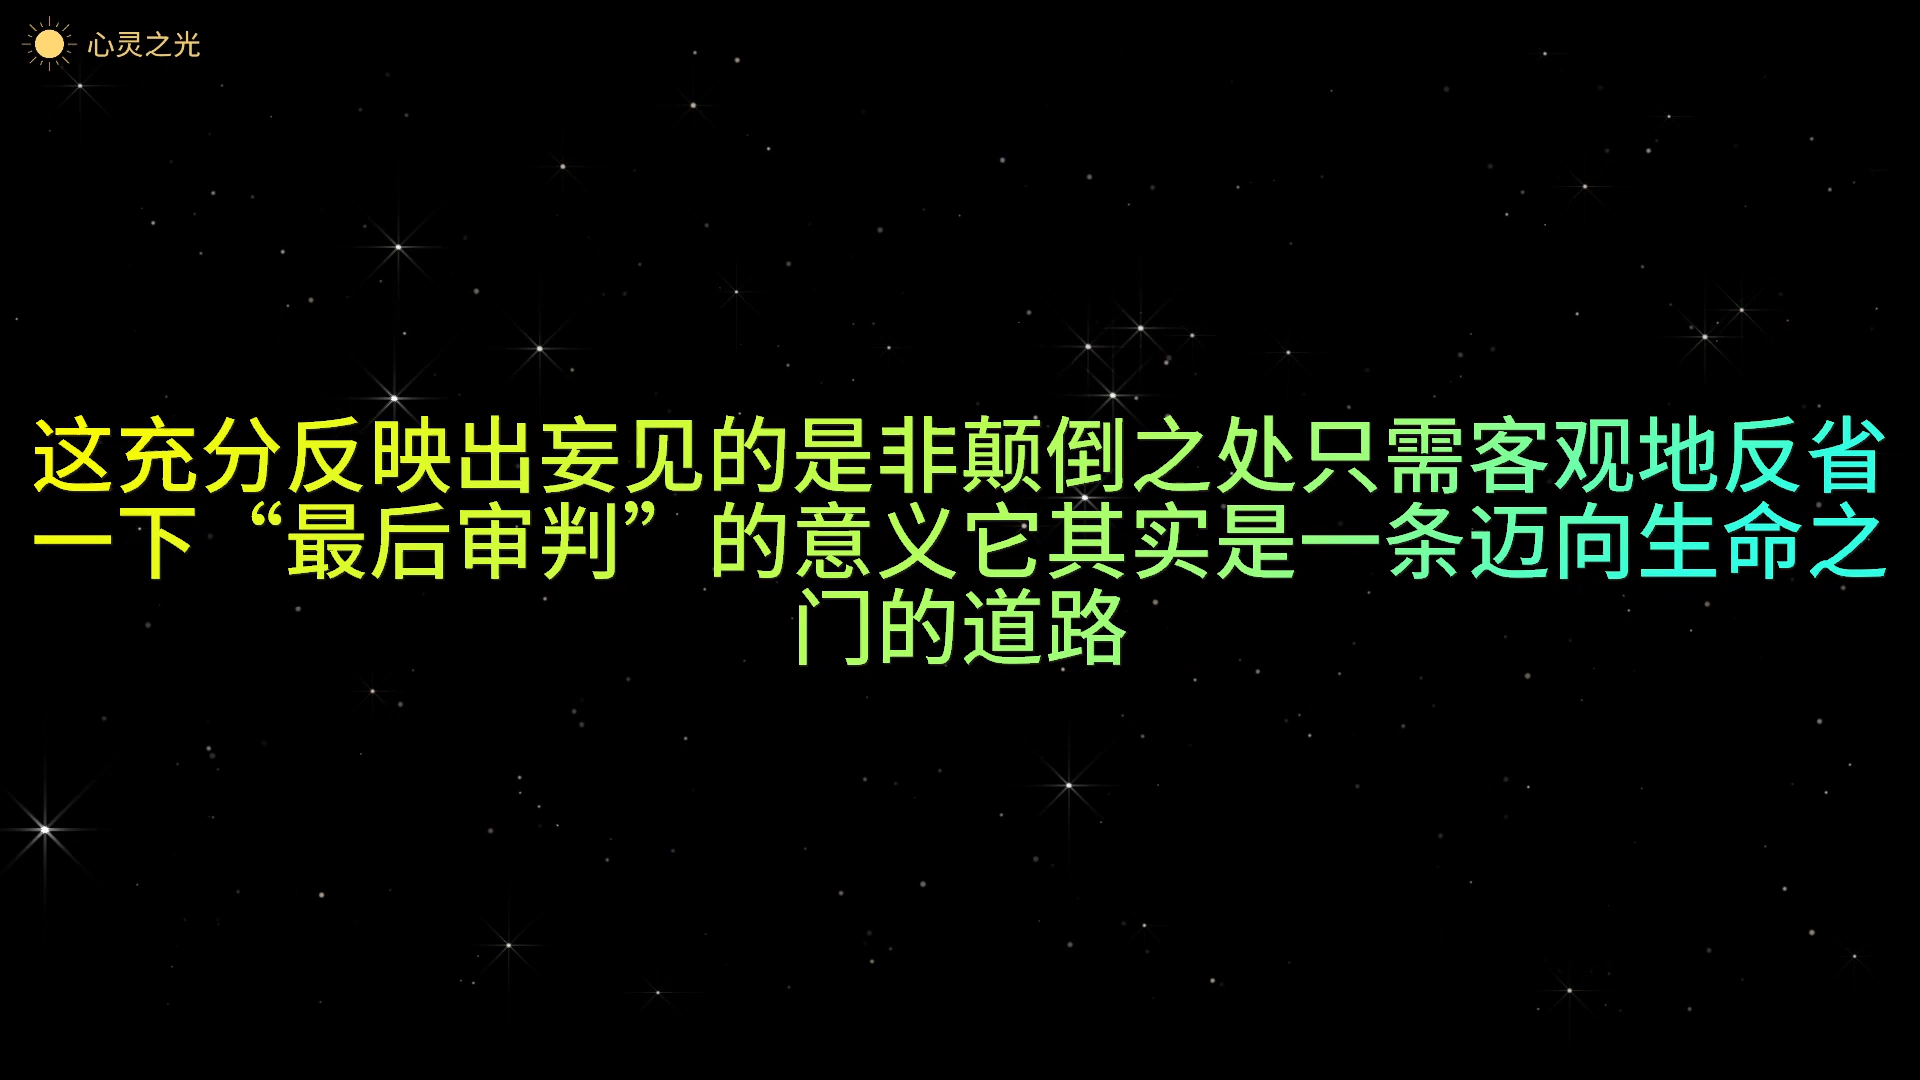 心灵之光
这充分反映出妄见的是非颠倒之处只需客观地反省
一下“最后审判”的意义它其实是一条迈向生命之
门的道路